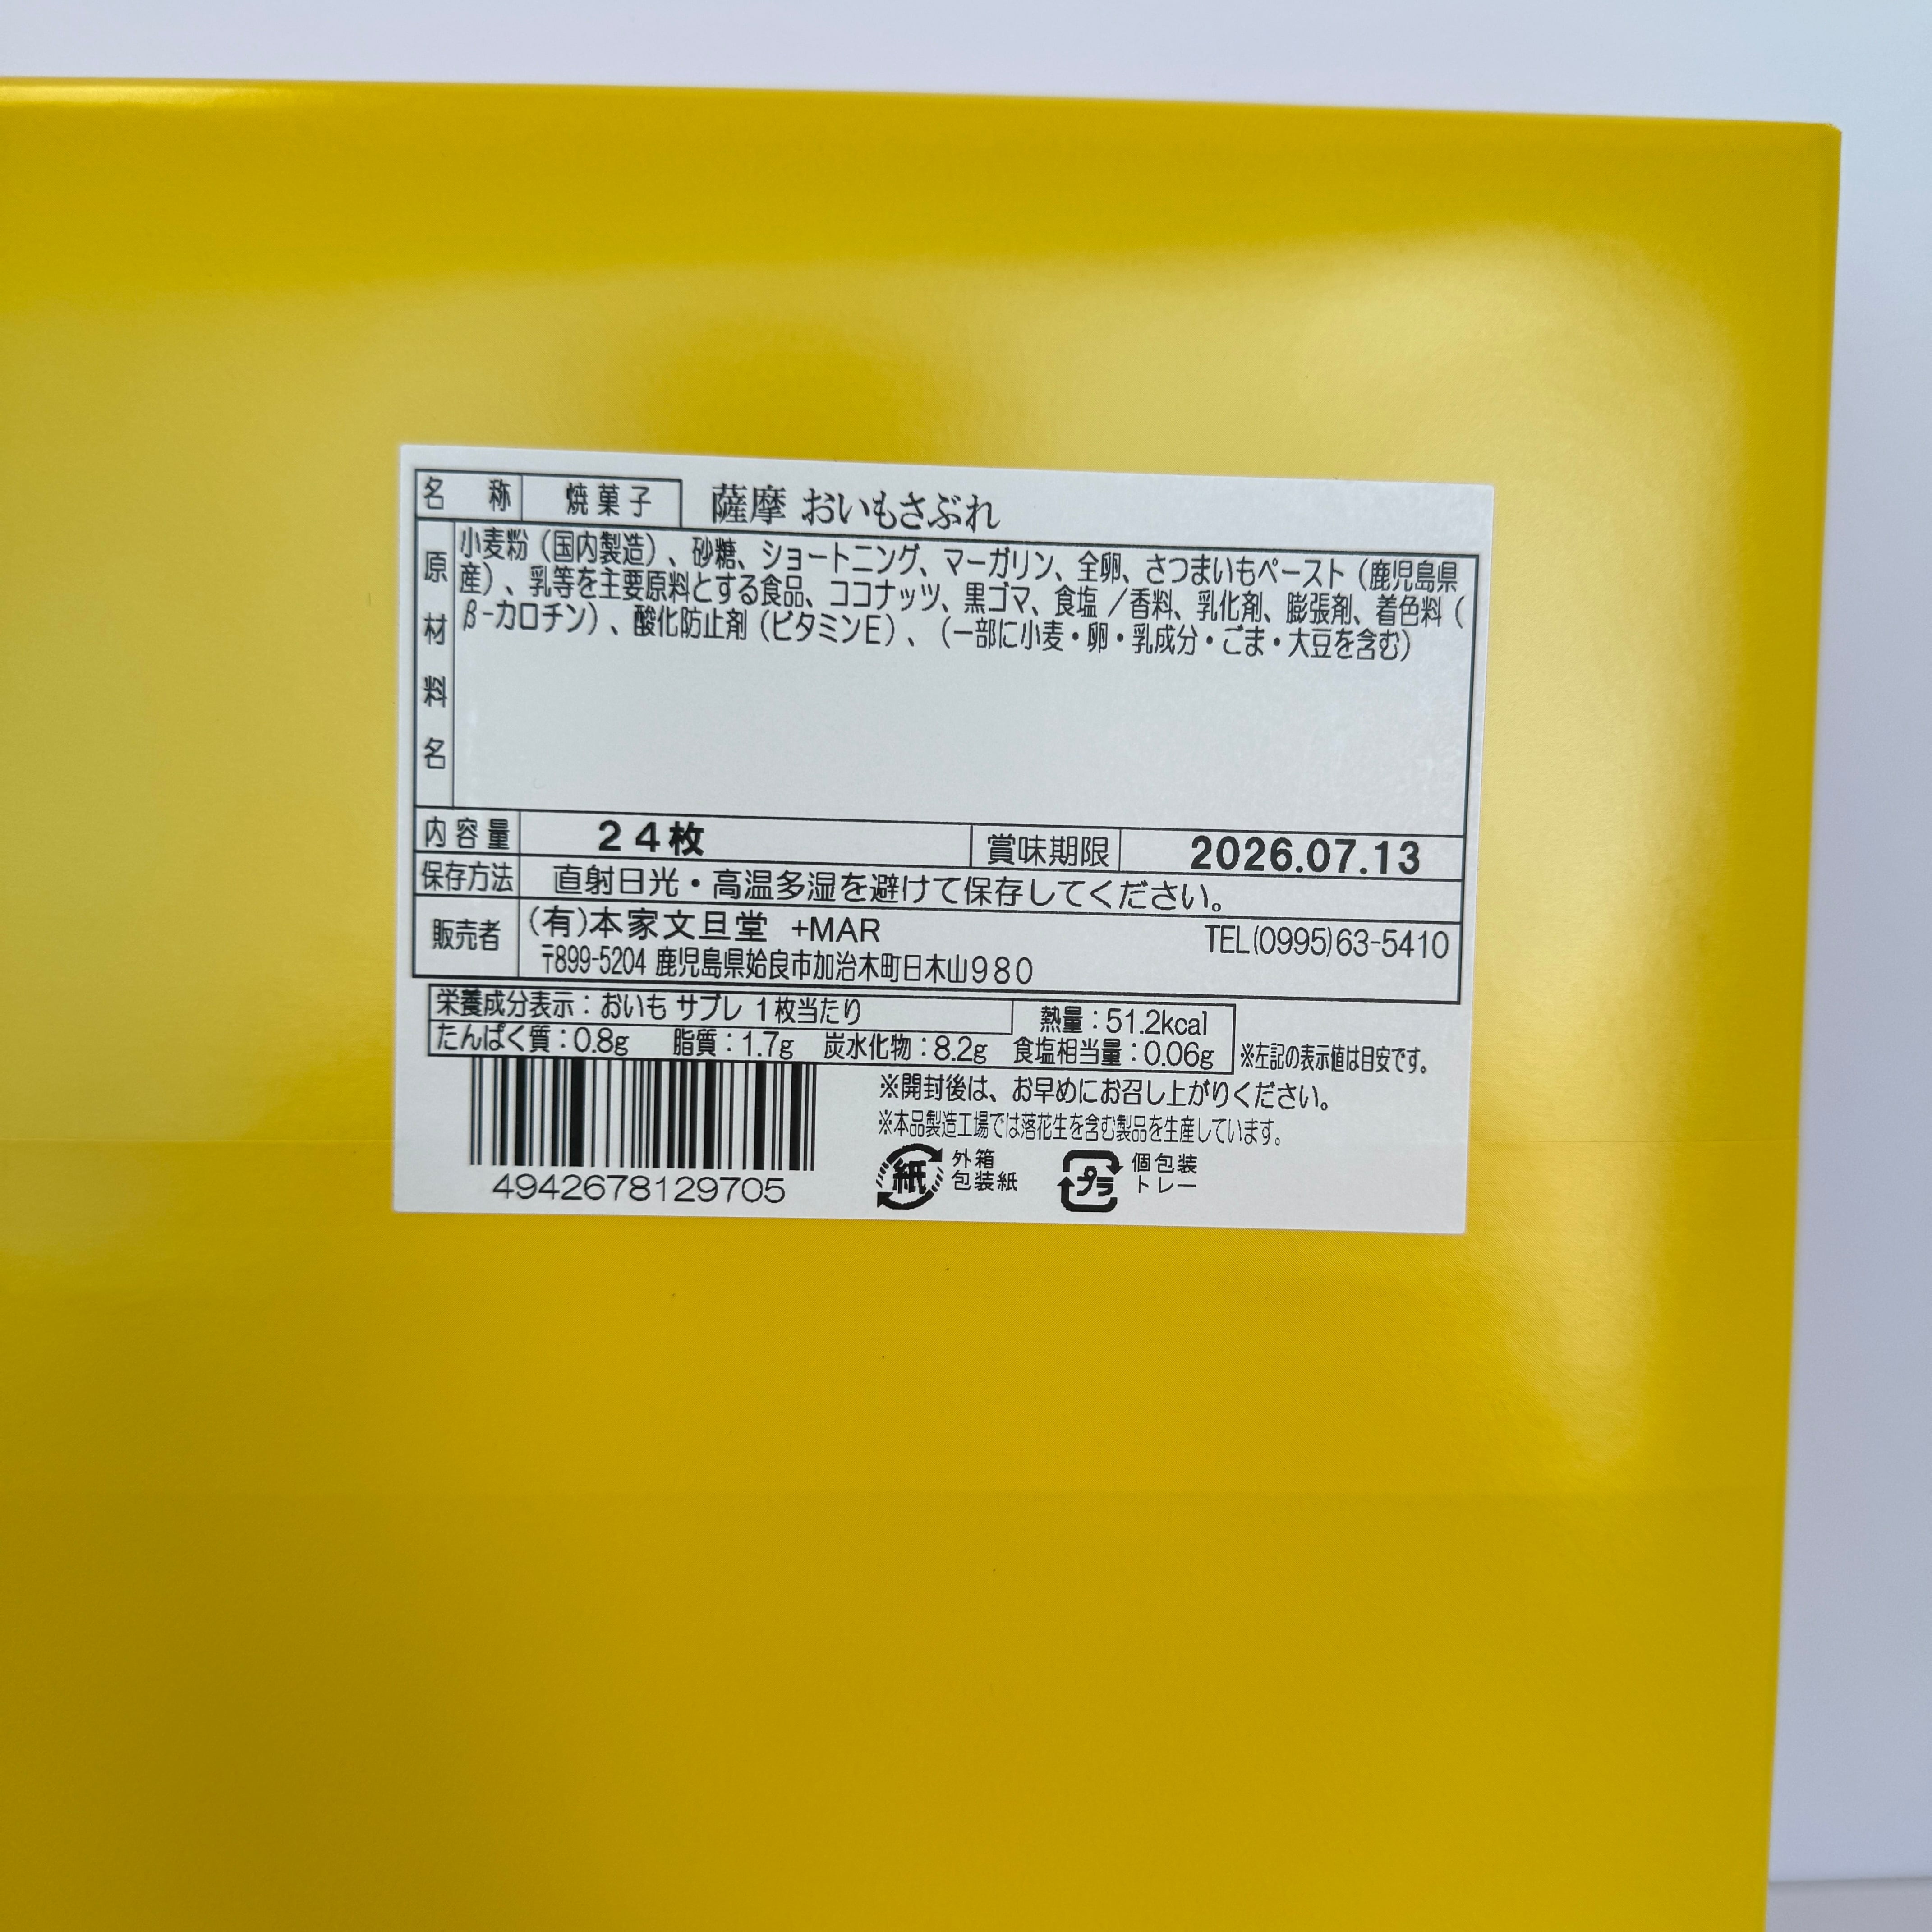 名称 焼菓子 薩摩 おいもさぶれ
原材料名
小麦粉（国内製造）、砂糖、ショートニング、マーガリン、全卵、さつまいもペースト（鹿児島県
産）、乳等を主要原料とする食品、ココナッツ、黒ゴマ、食塩／香料、乳化剤、膨張剤、着色料（
β-カロチン）、酸化防止剤（ビタミンE）、（一部に小麦・卵・乳成分・ごま・大豆を含む）
内容量 24枚 賞味期限 2026.07.13
保存方法 直射日光・高温多湿を避けて保存してください。
販売者 (有)本家文旦堂 +MAR TEL(0995)63-5410
〒899-5204 鹿児島県姶良市加治木町日木山980
栄養成分表示：おいも サブレ 1枚当たり 熱量：51.2kcal
たんぱく質：0.8g 脂質：1.7g 炭水化物：8.2g 食塩相当量：0.06g ※左記の表示値は目安です。
※開封後は、お早めにお召し上がりください。
※本品製造工場では落花生を含む製品を生産しています。
紙 外箱 包装紙 プラ 個包装 トレー
4942678129705